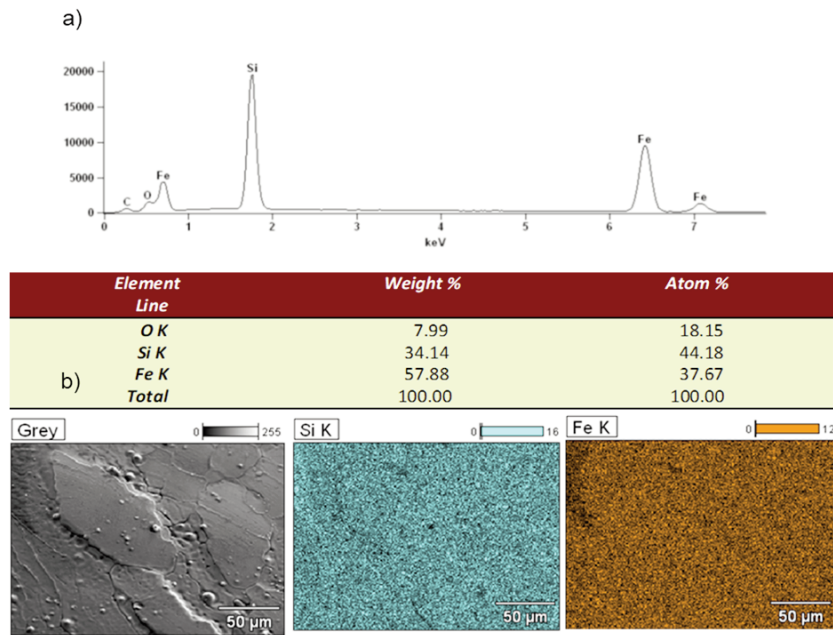 a)
20000
15000
10000
5000
0
C
O
Fe
Si
Fe
Fe
0 1 2 3 4 5 6 7
keV
Element Line Weight % Atom %
O K 7.99 18.15
Si K 34.14 44.18
Fe K 57.88 37.67
Total 100.00 100.00
b)
Grey 0 255
50 µm
Si K 0 16
50 µm
Fe K 0 12
50 µm